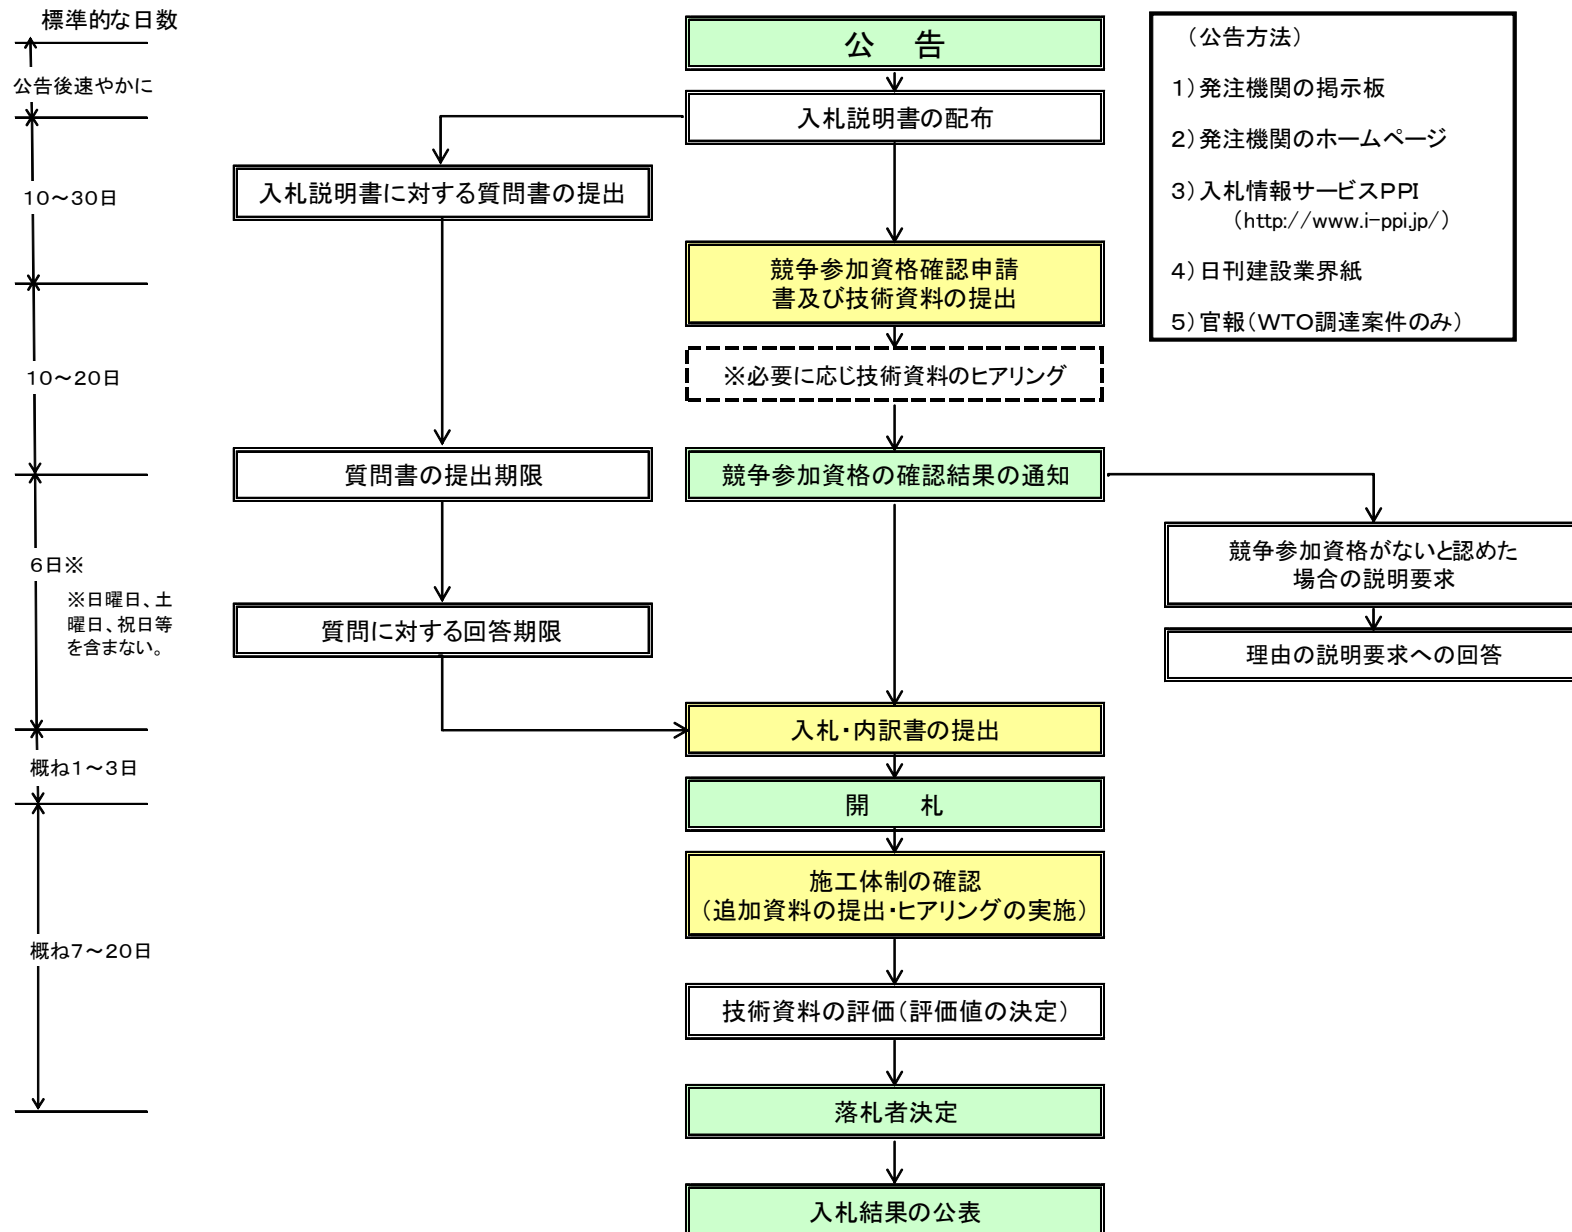 標準的な日数
公告後速やかに
10～30日
10～20日
6日※
※日曜日、土
曜日、祝日等
を含まない。
概ね1～3日
概ね7～20日
公　告
入札説明書の配布
入札説明書に対する質問書の提出
競争参加資格確認申請
書及び技術資料の提出
※必要に応じ技術資料のヒアリング
質問書の提出期限
競争参加資格の確認結果の通知
競争参加資格がないと認めた
場合の説明要求
質問に対する回答期限
理由の説明要求への回答
入札・内訳書の提出
開　　札
施工体制の確認
（追加資料の提出・ヒアリングの実施）
技術資料の評価（評価値の決定）
落札者決定
入札結果の公表
（公告方法）
1）発注機関の掲示板
2）発注機関のホームページ
3）入札情報サービスPPI
（http://www.i-ppi.jp/）
4）日刊建設業界紙
5）官報（WTO調達案件のみ）